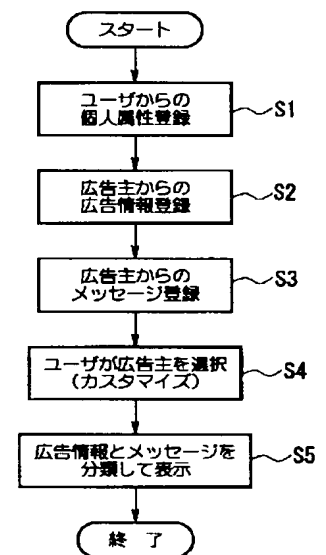 スタート
ユーザからの
個人属性登録
S1
広告主からの
広告情報登録
S2
広告主からの
メッセージ登録
S3
ユーザが広告主を選択
(カスタマイズ)
S4
広告情報とメッセージを
分類して表示
S5
終 了